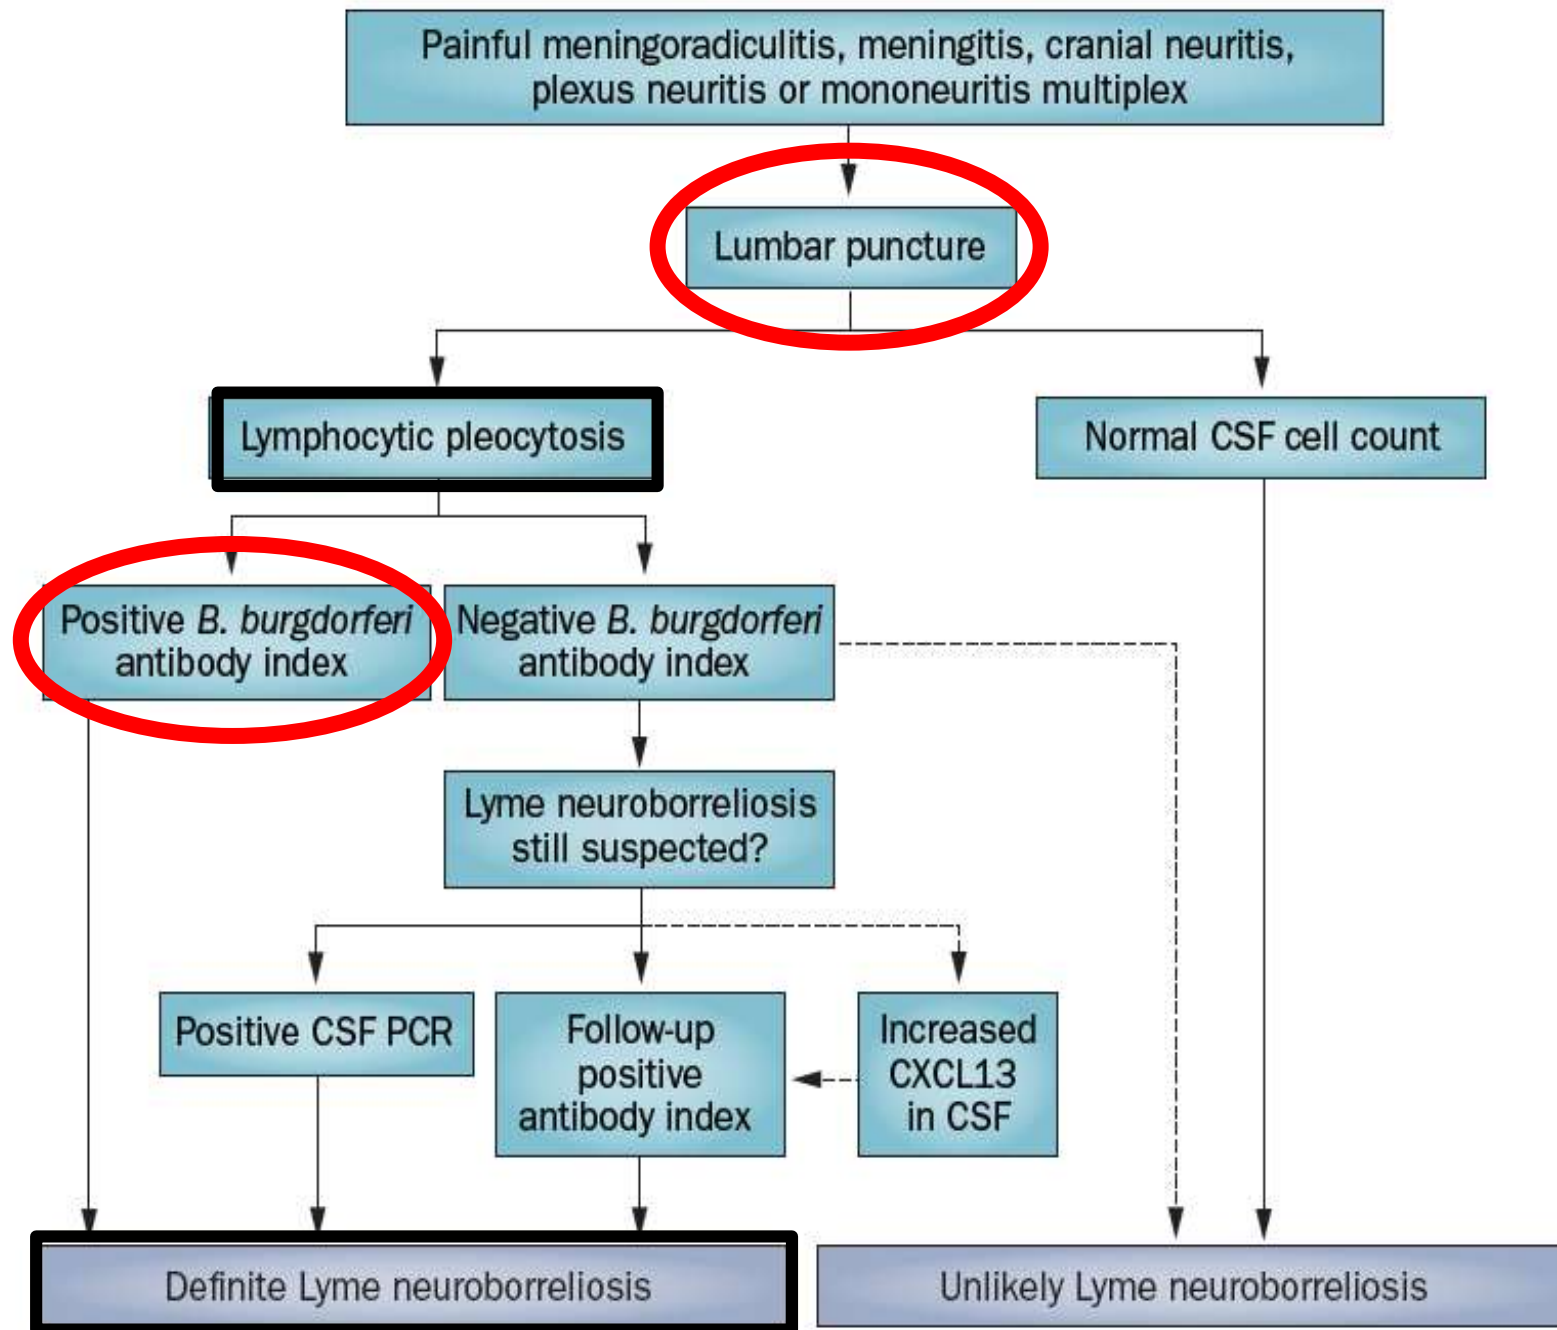 Painful meningoradiculitis, meningitis, cranial neuritis,
plexus neuritis or mononeuritis multiplex
Lumbar puncture
Lymphocytic pleocytosis
Normal CSF cell count
Positive B. burgdorferi
antibody index
Negative B. burgdorferi
antibody index
Lyme neuroborreliosis
still suspected?
Positive CSF PCR
Follow-up
positive
antibody index
Increased
CXCL13
in CSF
Definite Lyme neuroborreliosis
Unlikely Lyme neuroborreliosis